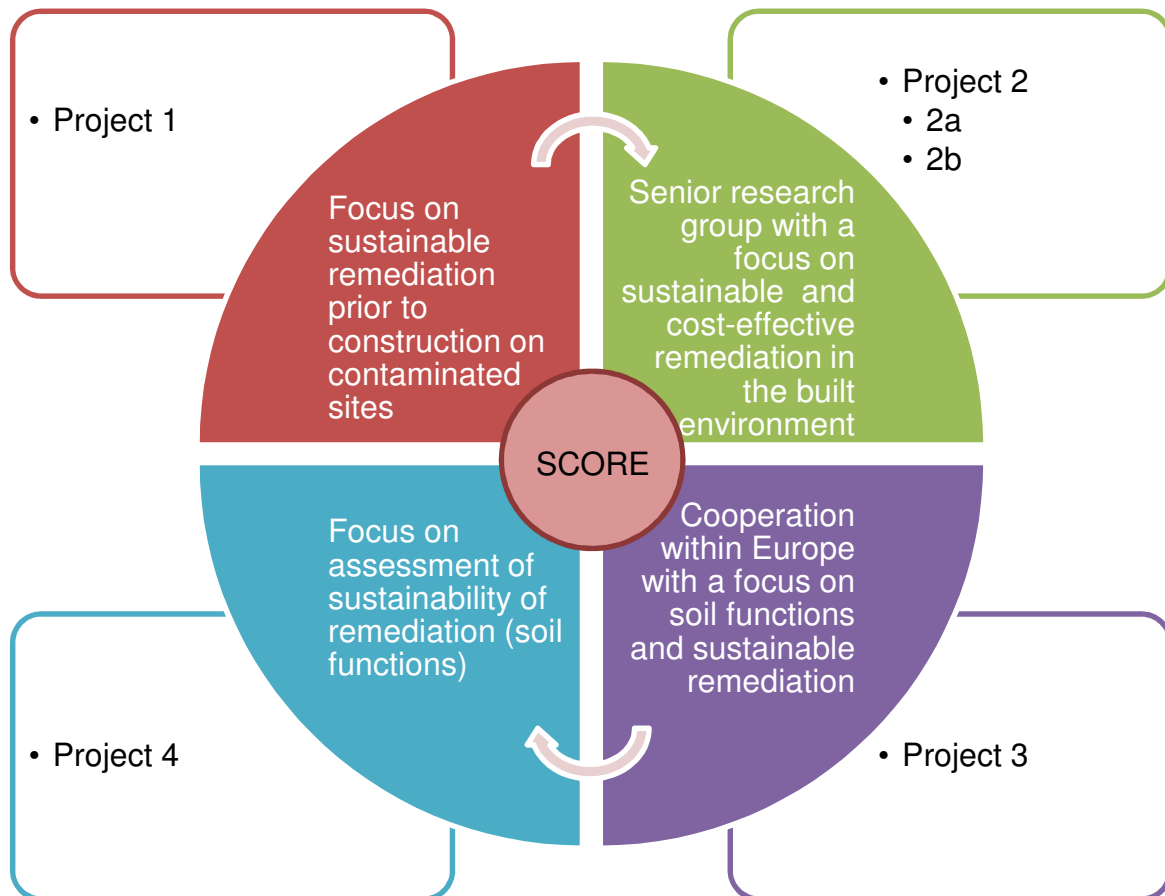 • Project 1
Focus on
sustainable
remediation
prior to
construction on
contaminated
sites
• Project 2
• 2a
• 2b
Senior research
group with a
focus on
sustainable and
cost-effective
remediation in
the built
environment
SCORE
Focus on
assessment of
sustainability of
remediation (soil
functions)
• Project 4
Cooperation
within Europe
with a focus on
soil functions
and sustainable
remediation
• Project 3